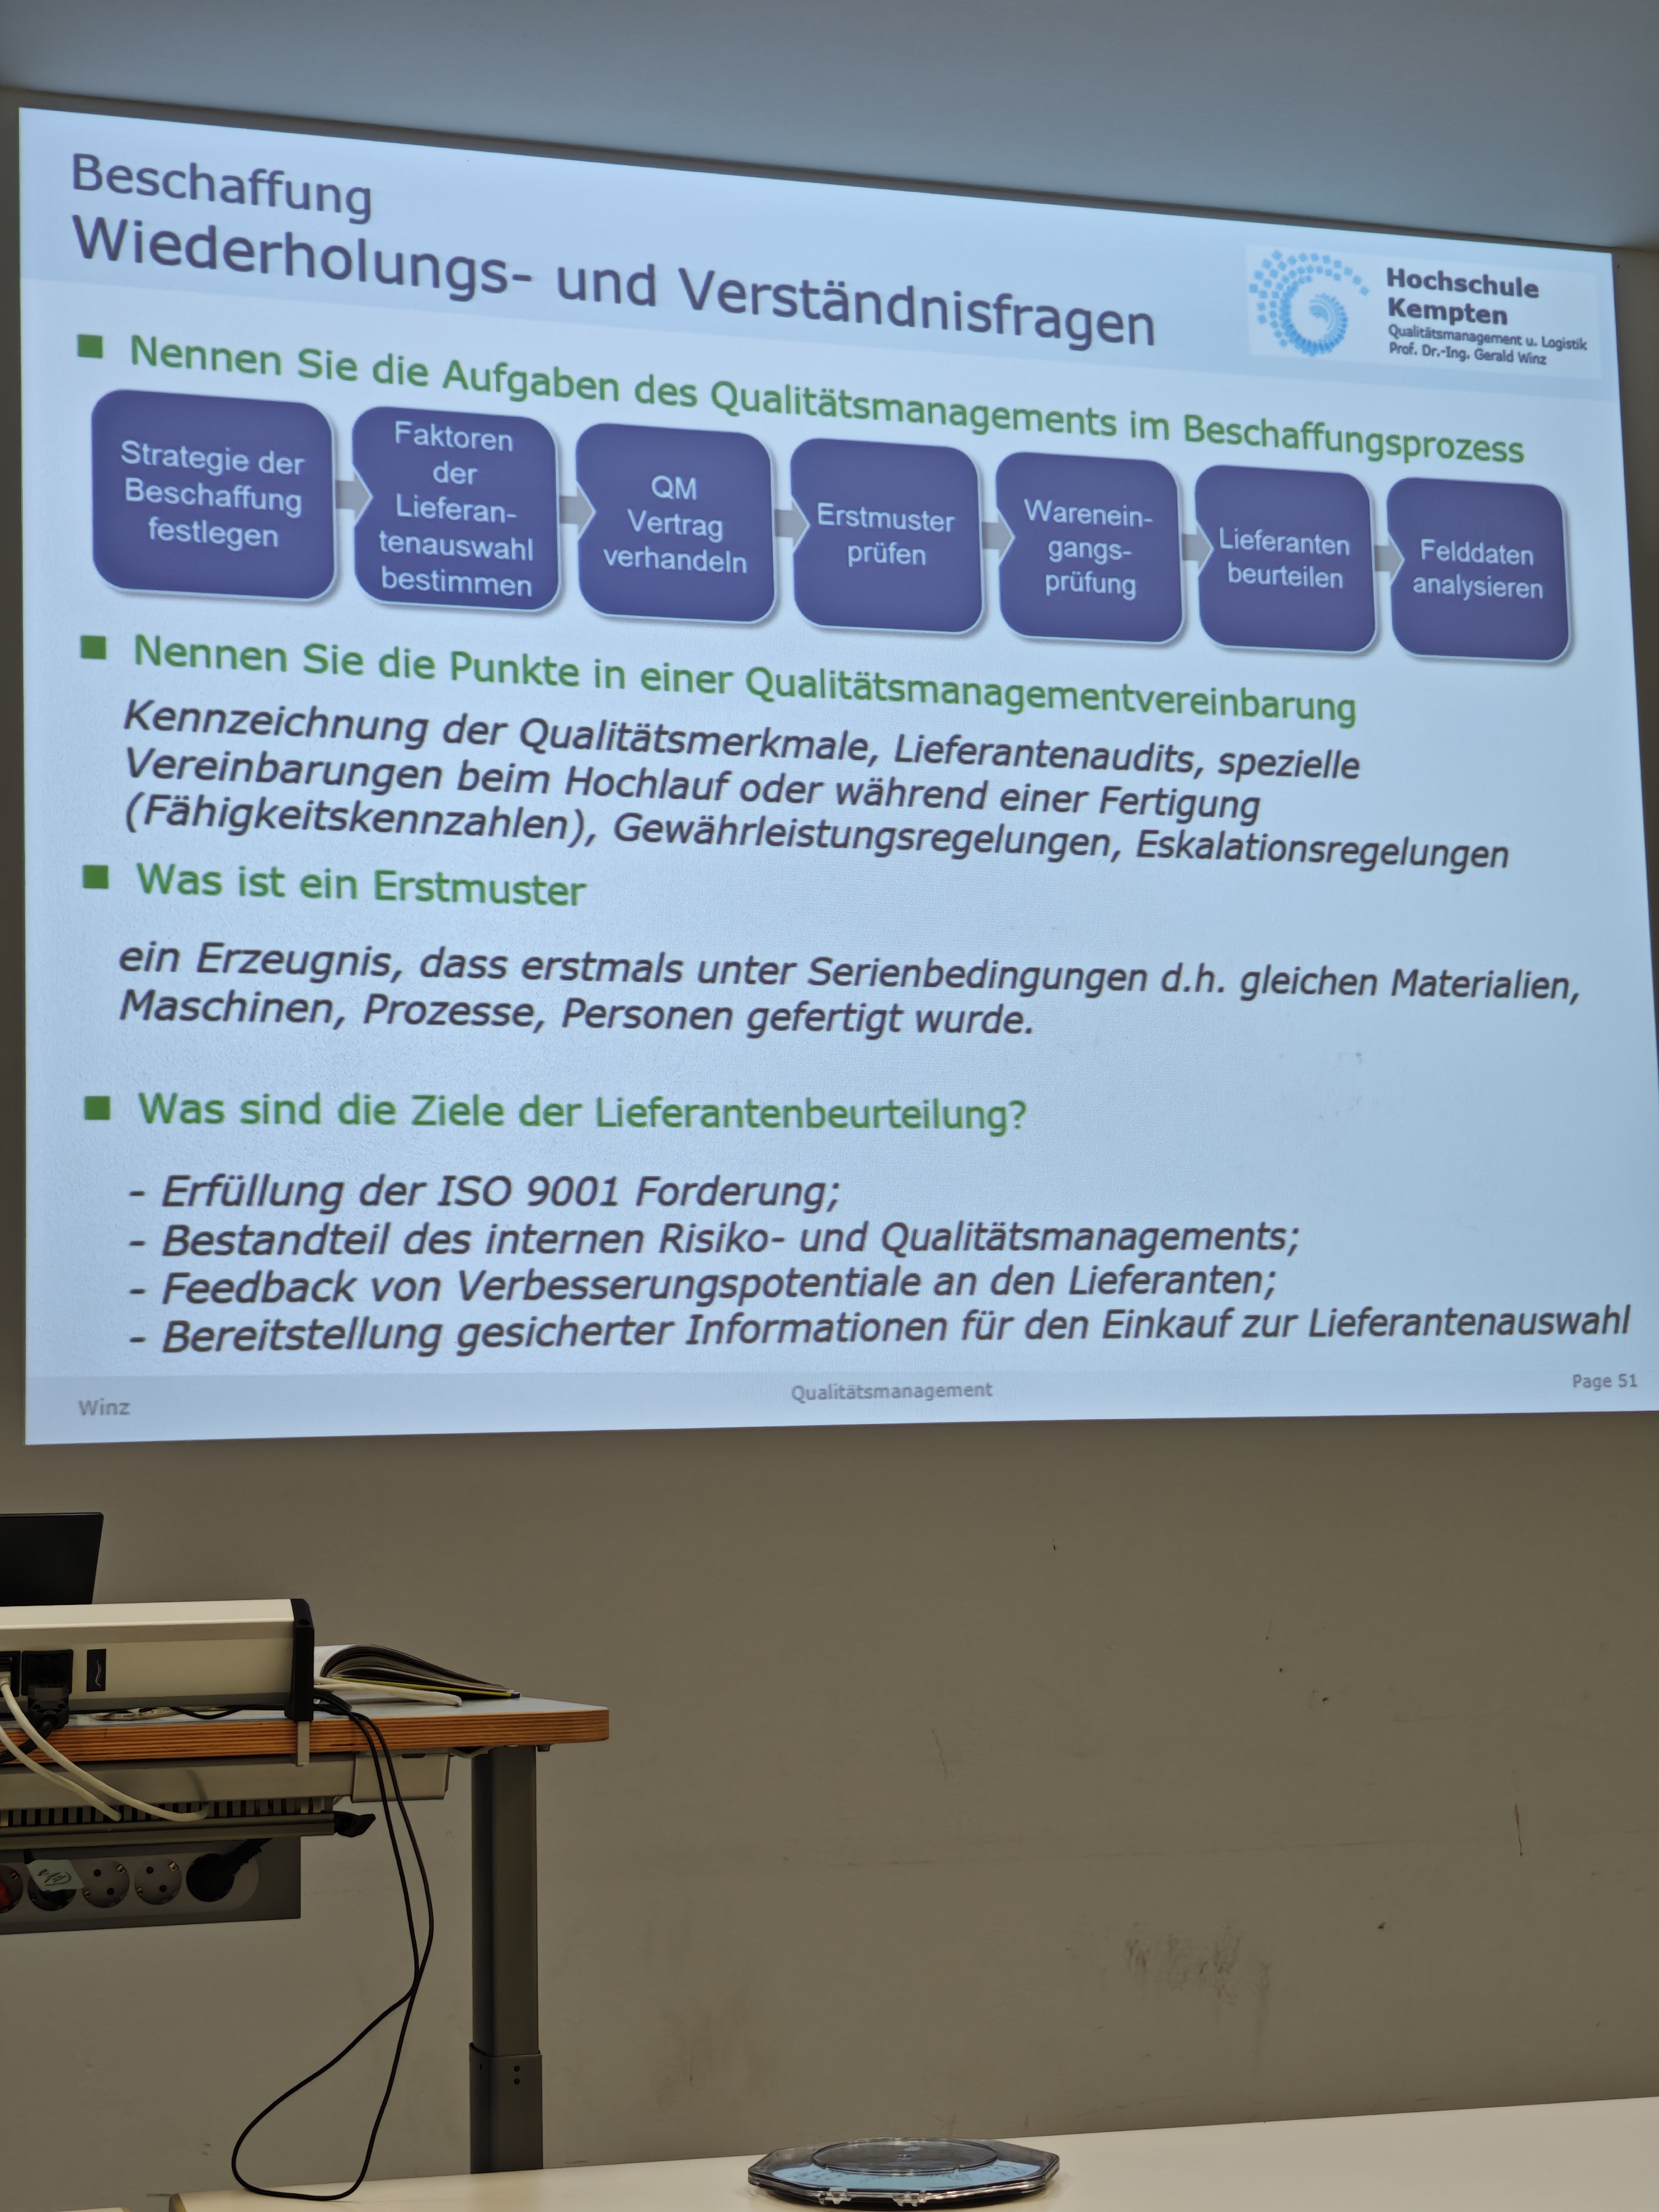 Beschaffung
Wiederholungs- und Verständnisfragen
Hochschule
Kempten
Qualitätsmanagement u. Logistik
Prof. Dr.-Ing. Gerald Winz
Nennen Sie die Aufgaben des Qualitätsmanagements im Beschaffungsprozess
Strategie der
Beschaffung
festlegen
Faktoren
der
Lieferan-
tenauswahl
bestimmen
QM
Vertrag
verhandeln
Erstmuster
prüfen
Warenein-
gangs-
prüfung
Lieferanten
beurteilen
Felddaten
analysieren
Nennen Sie die Punkte in einer Qualitätsmanagementvereinbarung
Kennzeichnung der Qualitätsmerkmale, Lieferantenaudits, spezielle
Vereinbarungen beim Hochlauf oder während einer Fertigung
(Fähigkeitskennzahlen), Gewährleistungsregelungen, Eskalationsregelungen
Was ist ein Erstmuster
ein Erzeugnis, dass erstmals unter Serienbedingungen d.h. gleichen Materialien,
Maschinen, Prozesse, Personen gefertigt wurde.
Was sind die Ziele der Lieferantenbeurteilung?
- Erfüllung der ISO 9001 Forderung;
- Bestandteil des internen Risiko- und Qualitätsmanagements;
- Feedback von Verbesserungspotentiale an den Lieferanten;
- Bereitstellung gesicherter Informationen für den Einkauf zur Lieferantenauswahl
Winz
Qualitätsmanagement
Page 51